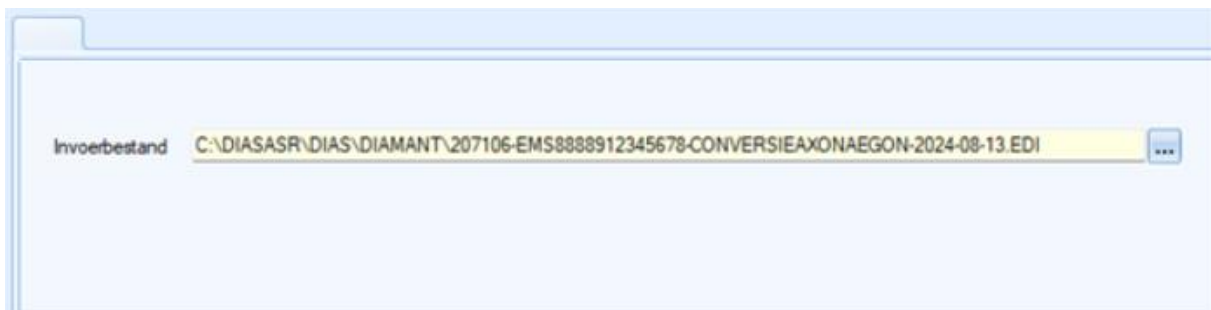 Invoerbestand C:\DIASASR\DIAS\DIAMANT\207106-EMS8888912345678-CONVERSIEAXONAEGON-2024-08-13.EDI ...